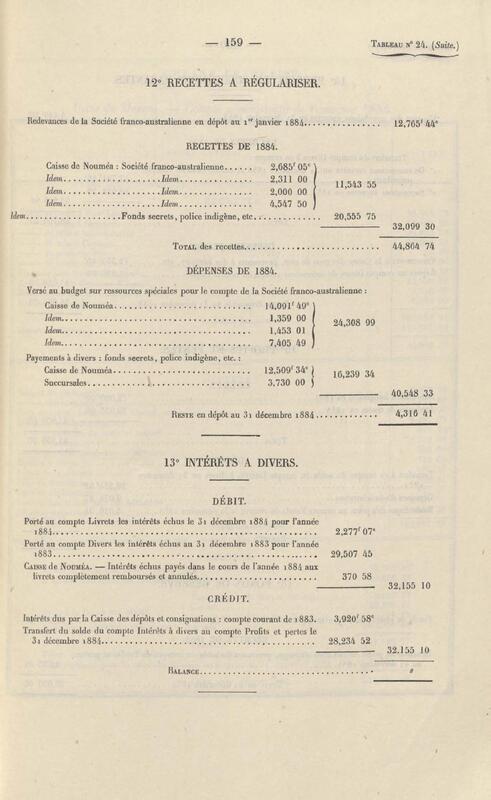 — 159 —
Tableau n° 24. (Suite.)
12° RECETTES A RÉGULARISER.
Redevances de la Société franco-australienne en dépôt au 1er janvier 1884............... 12,765f 44c
RECETTES DE 1884.
Caisse de Nouméa : Société franco-australienne...... 2,685f 05c
Idem......................Idem...................... 2,311 00
Idem......................Idem...................... 2,000 00
Idem......................Idem...................... 4,547 50
11,543 55
Idem......................Fonds secrets, police indigène, etc.............. 20,555 75
32,099 30
Total des recettes............................ 44,864 74
DÉPENSES DE 1884.
Versé au budget sur ressources spéciales pour le compte de la Société franco-australienne :
Caisse de Nouméa............................ 14,091f 49c
Idem...................................... 1,359 00
Idem...................................... 1,453 01
Idem...................................... 7,405 49
24,308 99
Payements à divers : fonds secrets, police indigène, etc. :
Caisse de Nouméa............................ 12,509f 34c
Succursales................................ 3,730 00
16,239 34
40,548 33
Reste en dépôt au 31 décembre 1884............. 4,316 41
13° INTÉRÊTS A DIVERS.
DÉBIT.
Porté au compte Livrets les intérêts échus le 31 décembre 1884 pour l'année
1884...................................... 2,277f 07c
Porté au compte Divers les intérêts échus au 31 décembre 1883 pour l'année
1883...................................... 29,507 45
Caisse de Nouméa. — Intérêts échus payés dans le cours de l'année 1884 aux
livrets complètement remboursés et annulés........................ 370 58
32,155 10
CRÉDIT.
Intérêts dus par la Caisse des dépôts et consignations : compte courant de 1883. 3,920f 58c
Transfert du solde du compte Intérêts à divers au compte Profits et pertes le
31 décembre 1884............................ 28,234 52
32,155 10
Balance................................ "